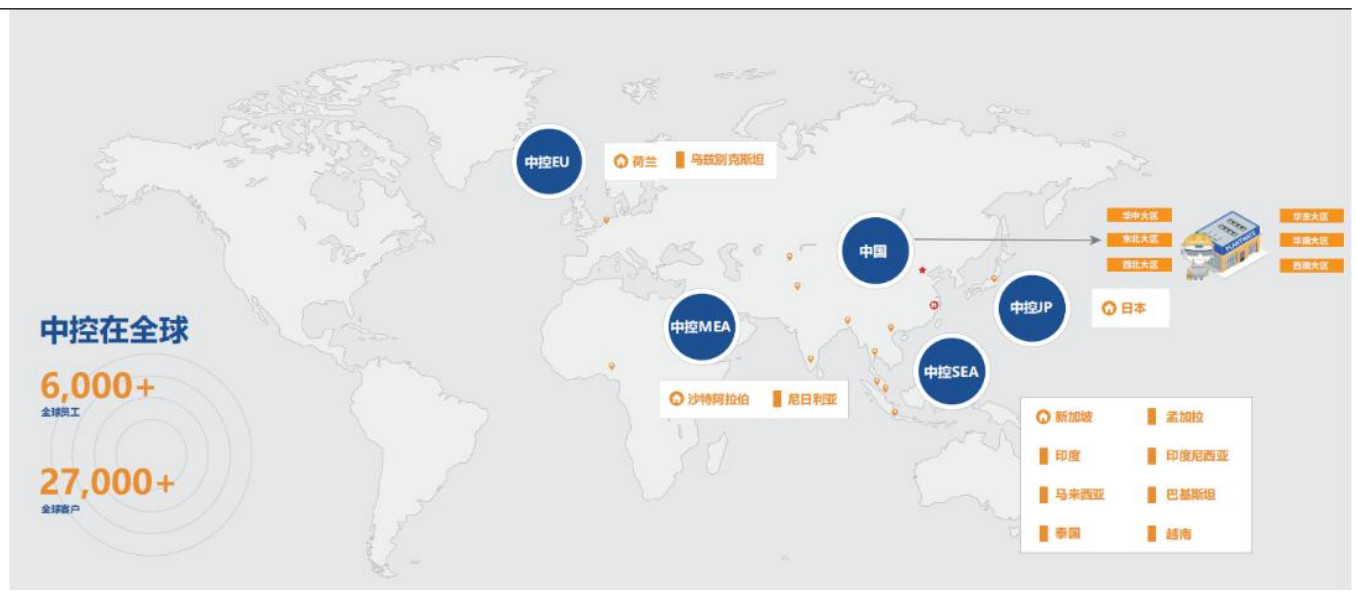 中控EU
荷兰
乌兹别克斯坦
中国
华中大区
东北大区
西北大区
PLANTMATE
华东大区
华南大区
西南大区
中控JP
日本
中控MEA
沙特阿拉伯
尼日利亚
中控SEA
新加坡
孟加拉
印度
印度尼西亚
马来西亚
巴基斯坦
泰国
越南
中控在全球
6,000+
全球员工
27,000+
全球客户